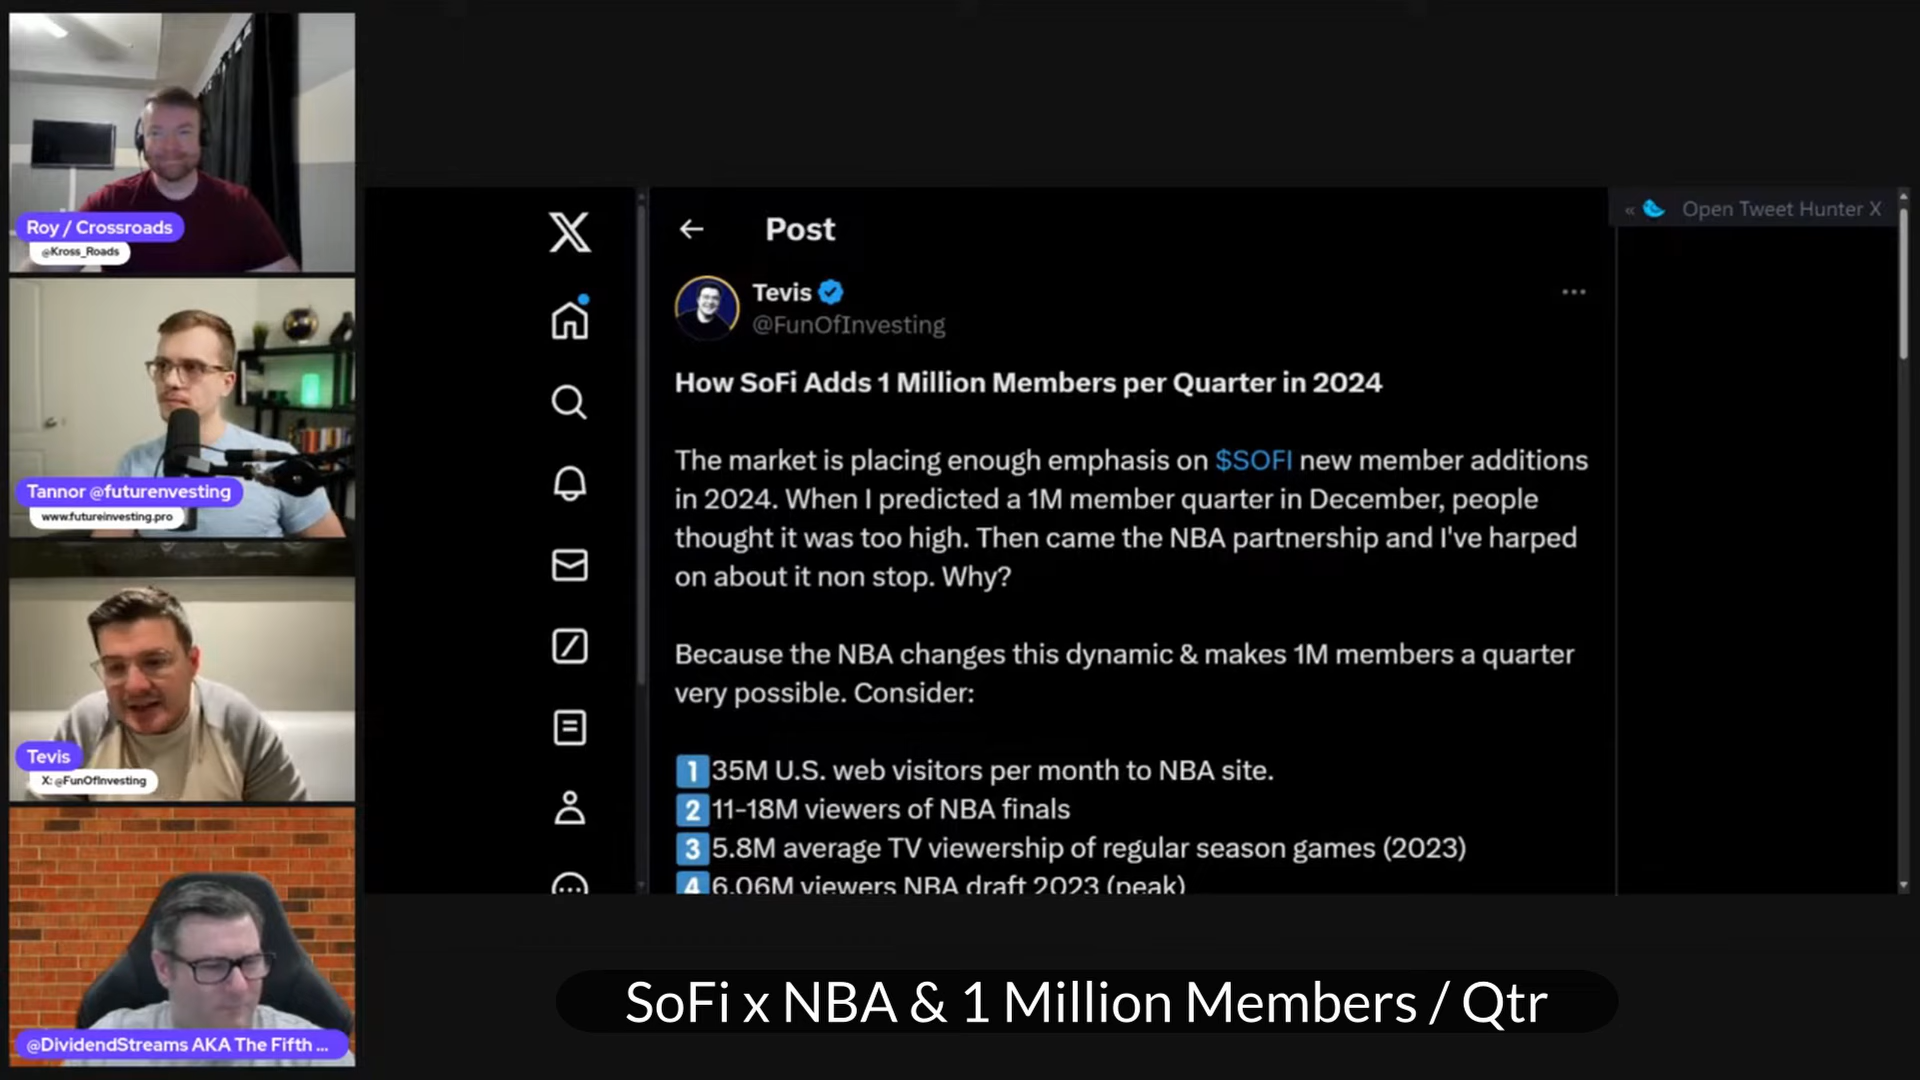 Roy / Crossroads
@Kross_Roads
Tannor @futurenvesting
www.futureinvesting.pro
Tevis
X: @FunOfInvesting
@DividendStreams AKA The Fifth ...
Post
« Open Tweet Hunter X
Tevis
@FunOfInvesting
How SoFi Adds 1 Million Members per Quarter in 2024
The market is placing enough emphasis on $SOFI new member additions
in 2024. When I predicted a 1M member quarter in December, people
thought it was too high. Then came the NBA partnership and I've harped
on about it non stop. Why?
Because the NBA changes this dynamic & makes 1M members a quarter
very possible. Consider:
1 35M U.S. web visitors per month to NBA site.
2 11-18M viewers of NBA finals
3 5.8M average TV viewership of regular season games (2023)
4 6.06M viewers NBA draft 2023 (peak)
SoFi x NBA & 1 Million Members / Qtr